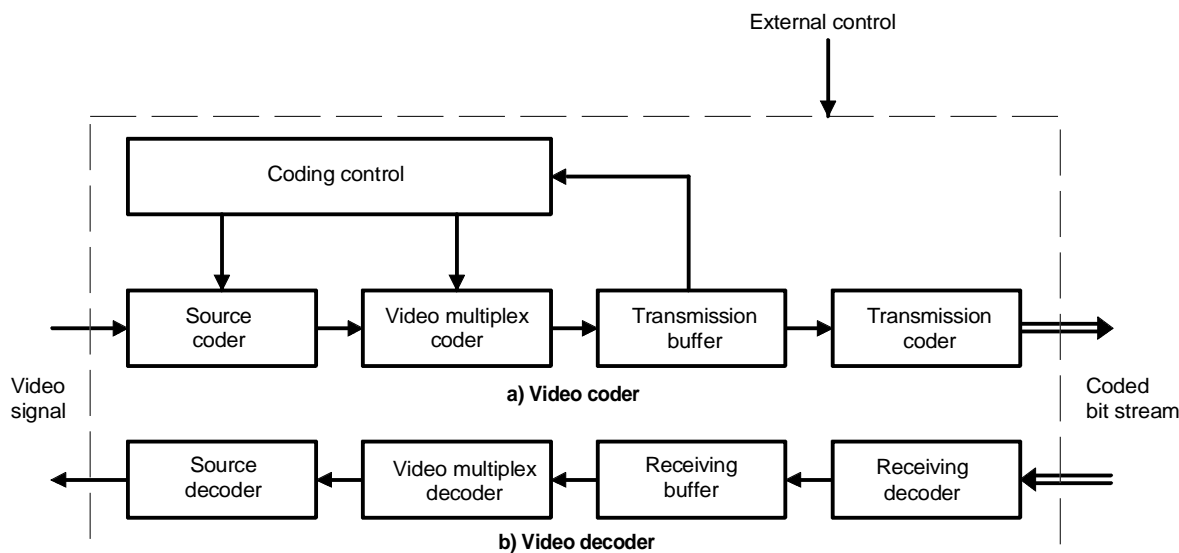 External control
Coding control
Source
coder
Video multiplex
coder
Transmission
buffer
Transmission
coder
a) Video coder
Video
signal
Coded
bit stream
Source
decoder
Video multiplex
decoder
Receiving
buffer
Receiving
decoder
b) Video decoder